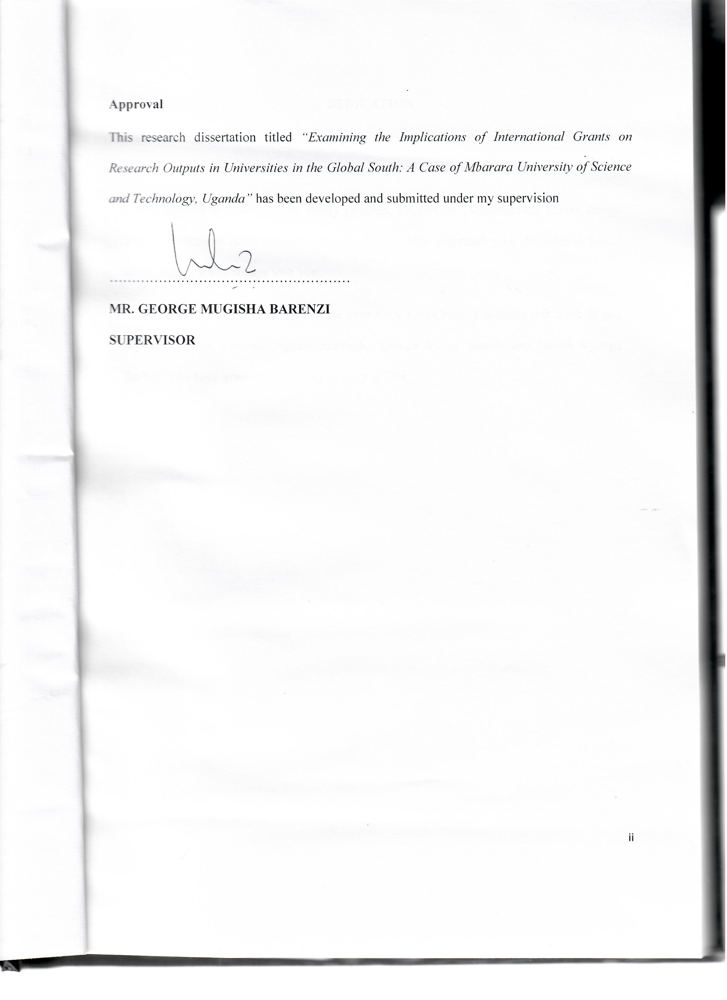 Approval
This research dissertation titled “Examining the Implications of International Grants on
Research Outputs in Universities in the Global South: A Case of Mbarara University of Science
and Technology, Uganda” has been developed and submitted under my supervision
....................................................
MR. GEORGE MUGISHA BARENZI
SUPERVISOR
ii